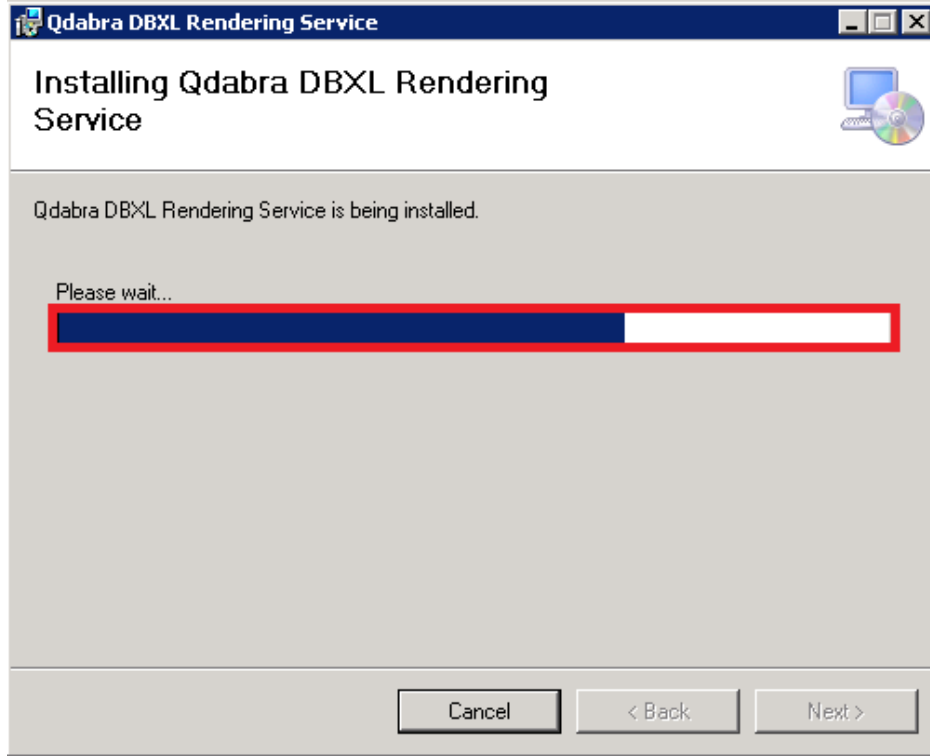 Qdabra DBXL Rendering Service
Installing Qdabra DBXL Rendering
Service
Qdabra DBXL Rendering Service is being installed.
Please wait...
Cancel
< Back
Next >